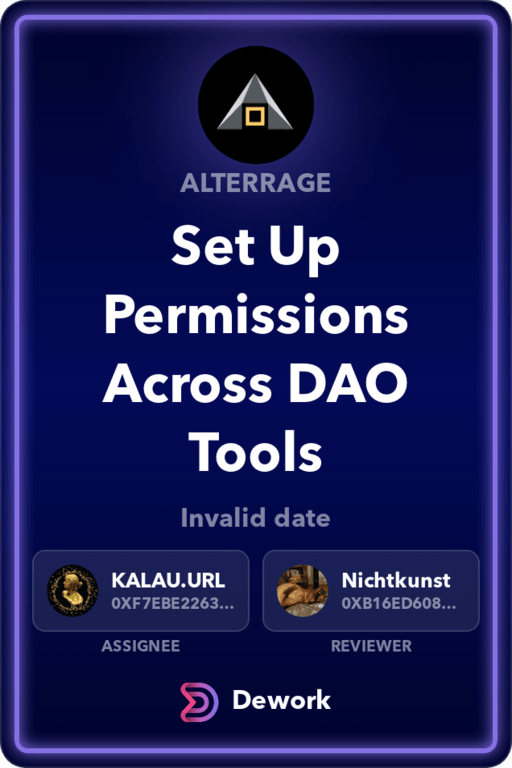 ALTERRAGE
Set Up
Permissions
Across DAO
Tools
Invalid date
KALAU.URL
0XF7EBE2263...
ASSIGNEE
Nichtkunst
0XB16ED608...
REVIEWER
Dework